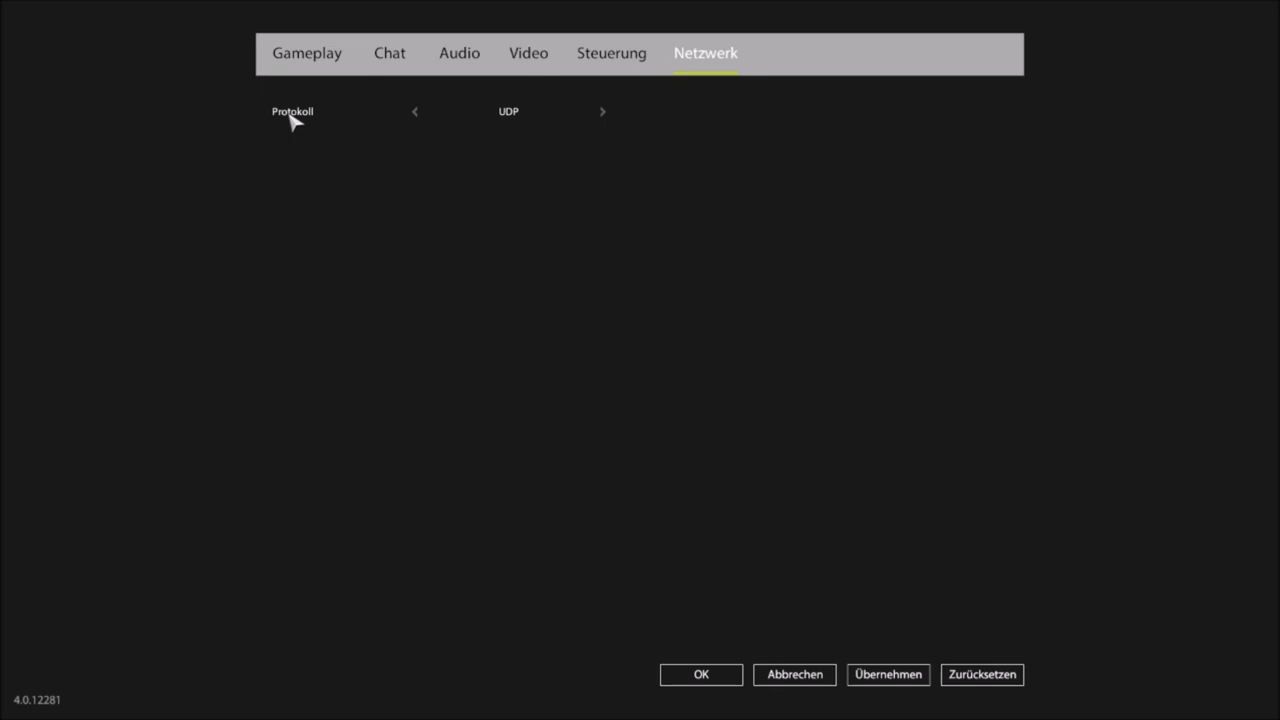 Gameplay Chat Audio Video Steuerung Netzwerk
Protokoll < UDP >
OK Abbrechen Übernehmen Zurücksetzen
4.0.12281